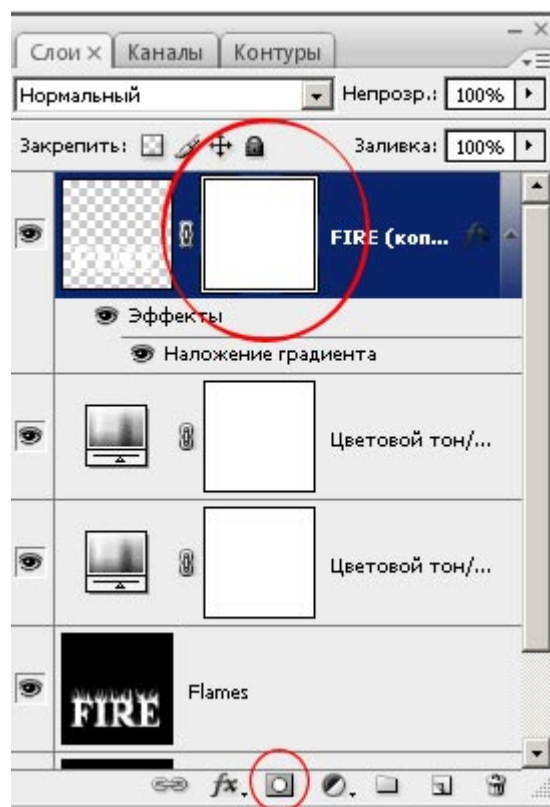 Слои × Каналы Контуры
Нормальный Непрозр.: 100%
Закрепить: Заливка: 100%
FIRE (коп...
Эффекты
Наложение градиента
Цветовой тон/...
Цветовой тон/...
FIRE Flames
fx.